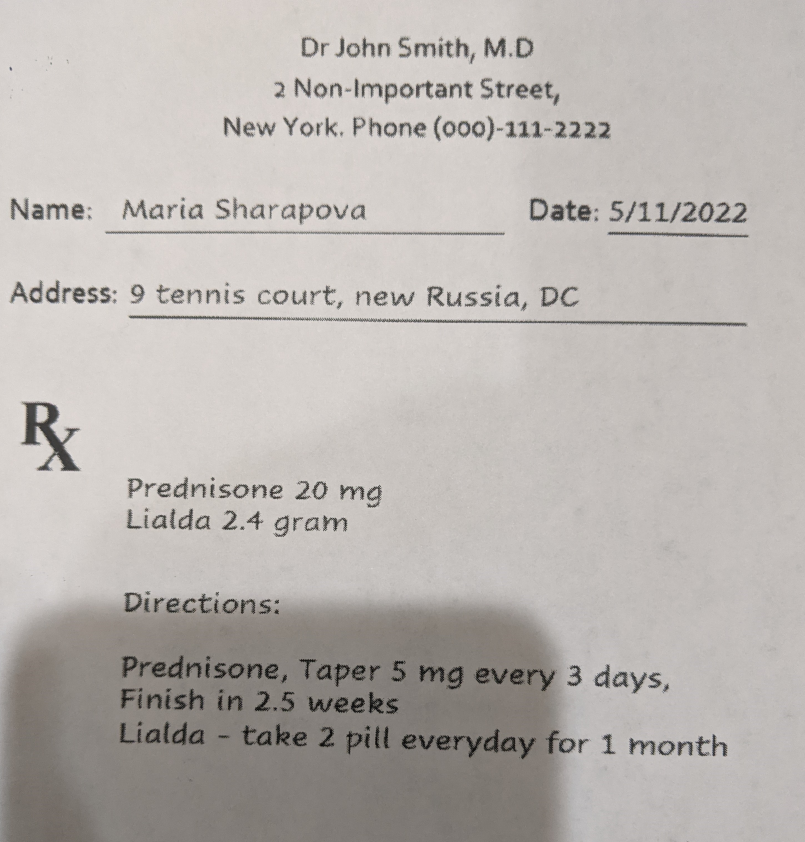 Dr John Smith, M.D
2 Non-Important Street,
New York. Phone (000)-111-2222
Name: Maria Sharapova Date: 5/11/2022
Address: 9 tennis court, new Russia, DC
Rx
Prednisone 20 mg
Lialda 2.4 gram
Directions:
Prednisone, Taper 5 mg every 3 days,
Finish in 2.5 weeks
Lialda - take 2 pill everyday for 1 month